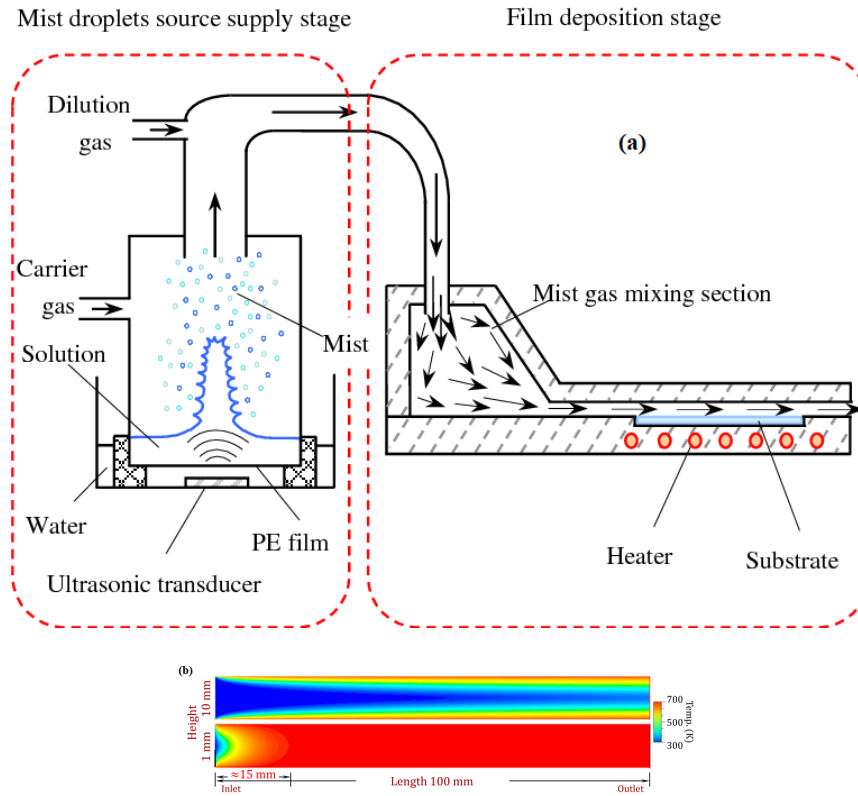 Mist droplets source supply stage
Film deposition stage
Dilution
gas
(a)
Carrier
gas
Mist gas mixing section
Mist
Solution
Water
PE film
Ultrasonic transducer
Heater
Substrate
(b)
Height
10 mm
1 mm
700
500
300
Temp. (K)
≈15 mm
Length 100 mm
Inlet
Outlet